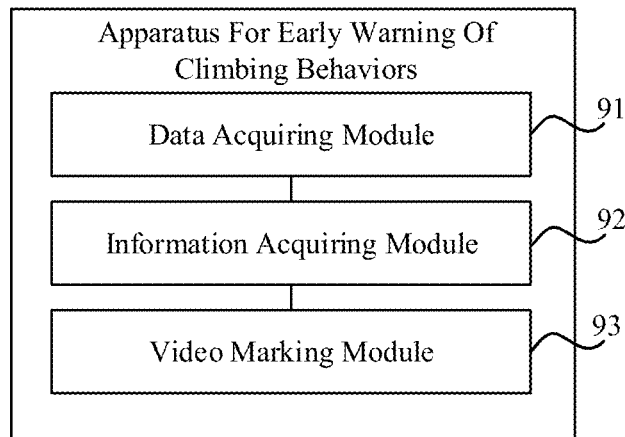 Apparatus For Early Warning Of
Climbing Behaviors
Data Acquiring Module
91
Information Acquiring Module
92
Video Marking Module
93